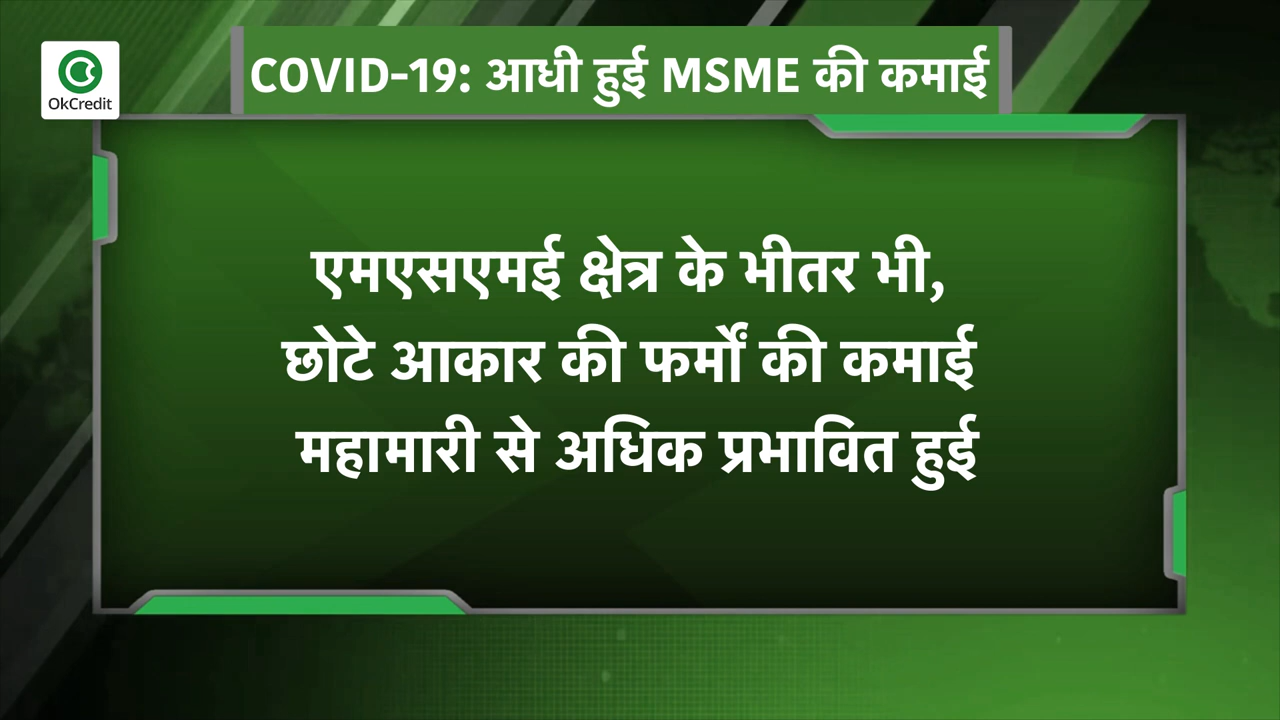 OkCredit
COVID-19: आधी हुई MSME की कमाई
एमएसएमई क्षेत्र के भीतर भी,
छोटे आकार की फर्मों की कमाई
महामारी से अधिक प्रभावित हुई